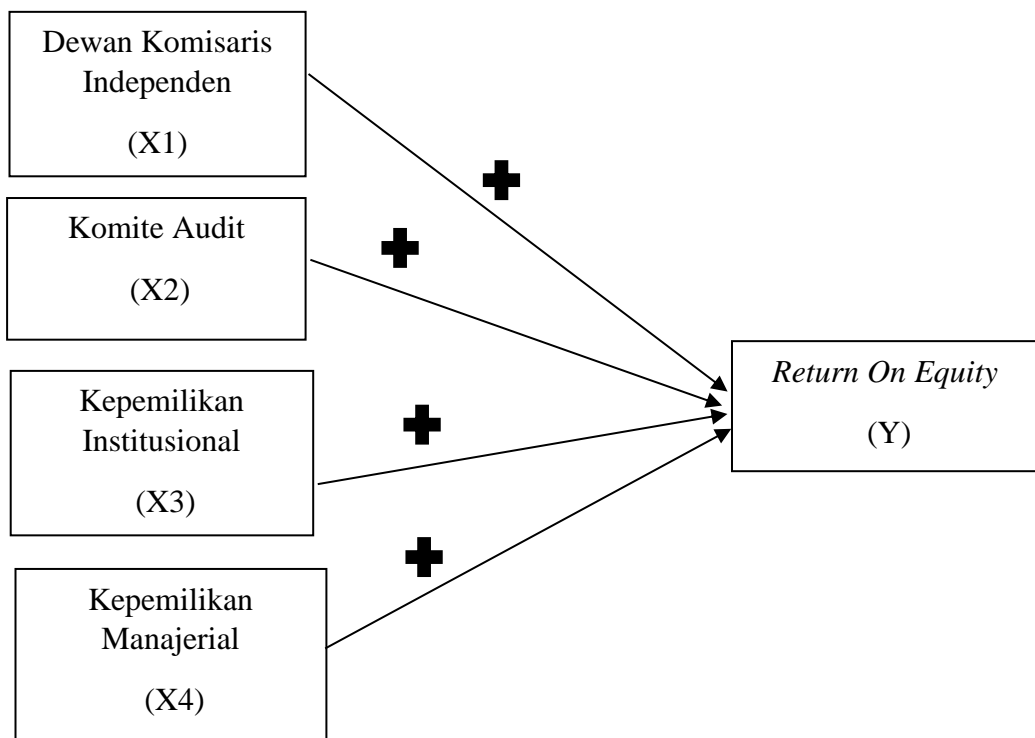 Dewan Komisaris
Independen
(X1)
Komite Audit
(X2)
Kepemilikan
Institusional
(X3)
Kepemilikan
Manajerial
(X4)
Return On Equity
(Y)